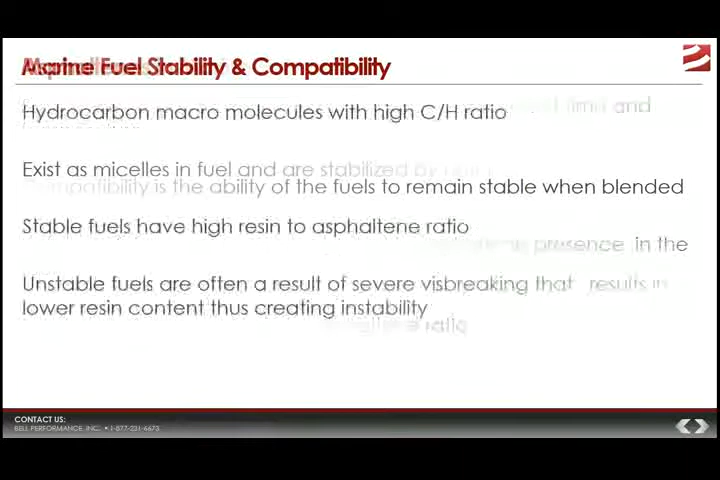 Marine Fuel Stability & Compatibility
Hydrocarbon macro molecules with high C/H ratio
time and
Exist as micelles in fuel and are stabilized by
Compatibility is the ability of the fuels to remain stable when blended
Stable fuels have high resin to asphaltene ratio
presence in the
Unstable fuels are often a result of severe visbreaking that results in
lower resin content thus creating instability
ratio
CONTACT US:
BELL PERFORMANCE, INC. • 1-877-231-6673